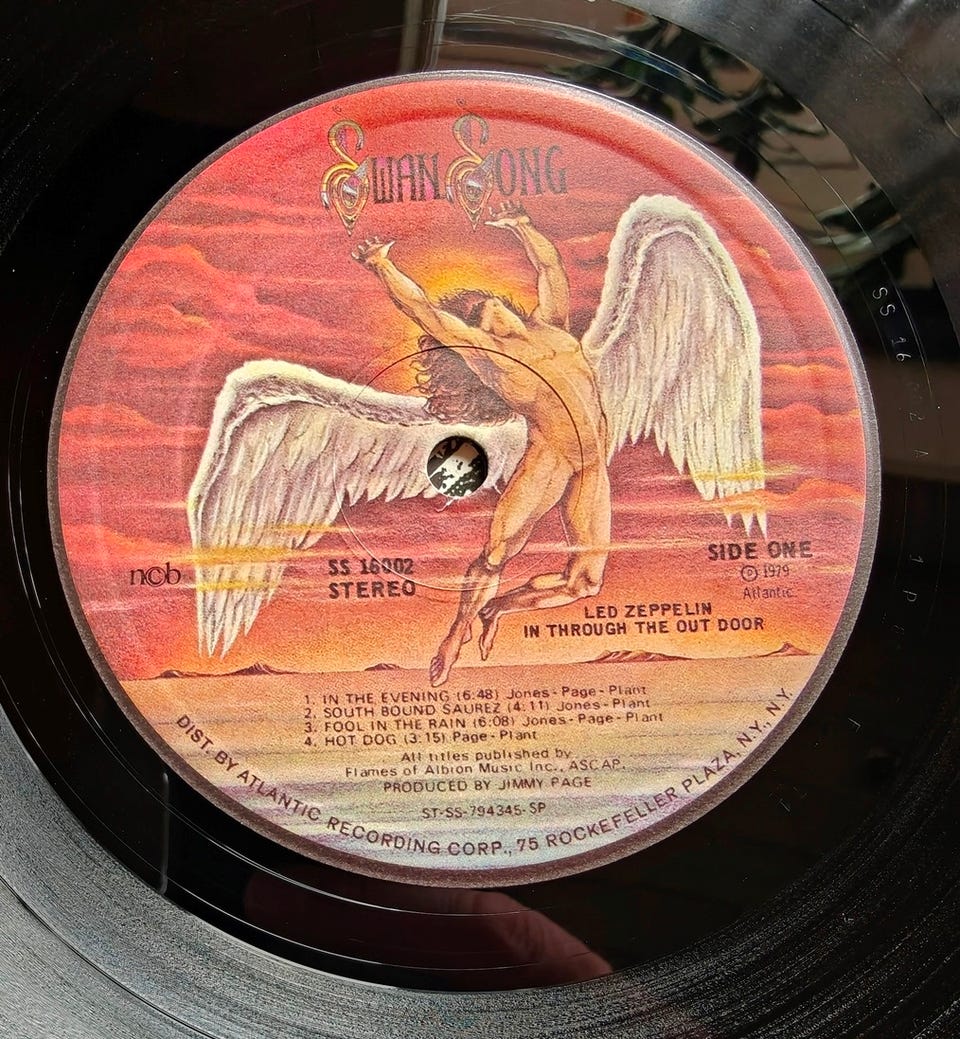 SWAN SONG
SS 16
2 A
1 P
ncb
SS 16002
STEREO
SIDE ONE
Ⓟ 1979
Atlantic
LED ZEPPELIN
IN THROUGH THE OUT DOOR
1. IN THE EVENING (6:48) Jones - Page - Plant
2. SOUTH BOUND SAUREZ (4:11) Jones - Plant
3. FOOL IN THE RAIN (6:08) Jones - Page - Plant
4. HOT DOG (3:15) Page - Plant
All titles published by
Flames of Albion Music Inc., ASCAP.
PRODUCED BY JIMMY PAGE
ST-SS-794345-SP
DIST. BY ATLANTIC RECORDING CORP., 75 ROCKEFELLER PLAZA, N.Y., N.Y.